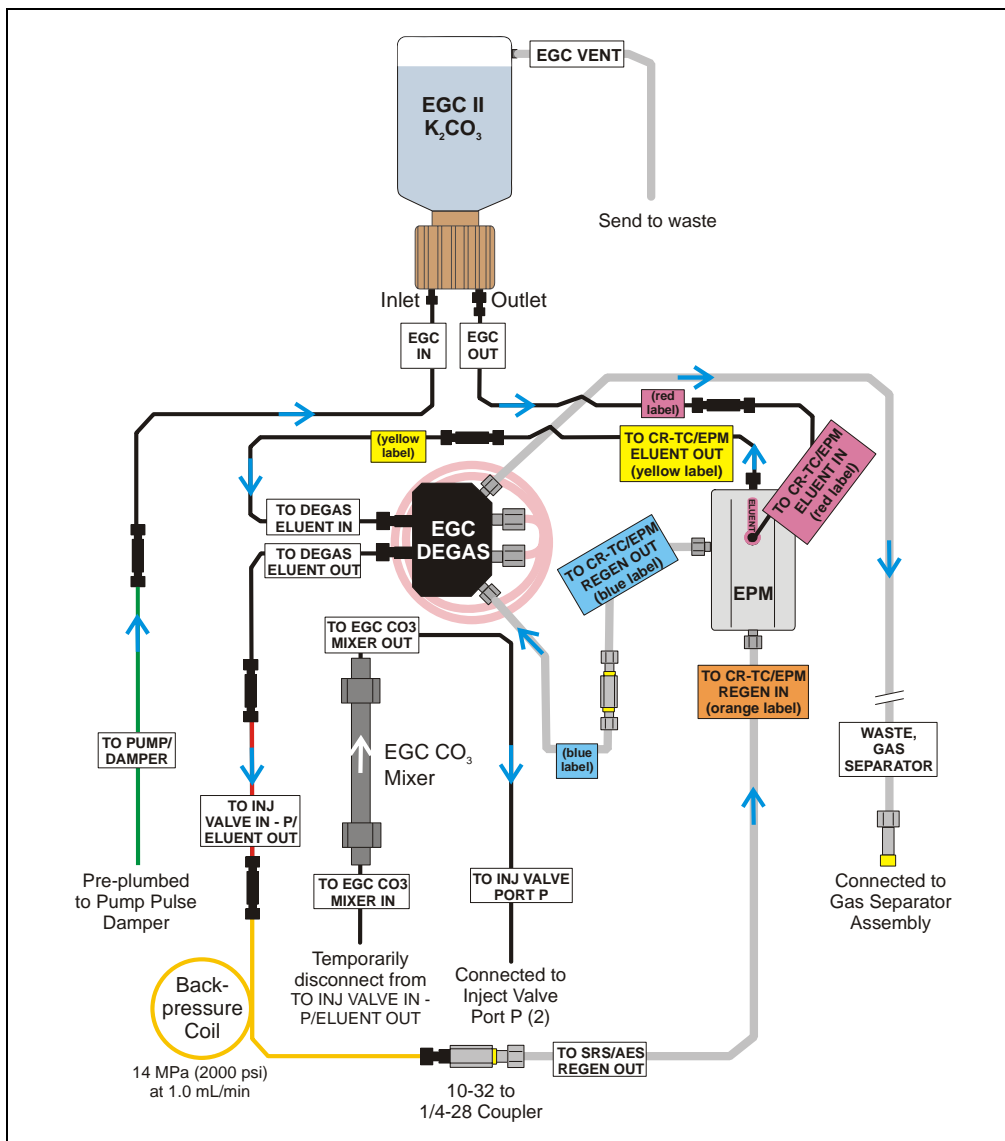 EGC VENT
EGC II
K₂CO₃
Send to waste
Inlet
Outlet
EGC
IN
EGC
OUT
(red
label)
(yellow
label)
TO CR-TC/EPM
ELUENT OUT
(yellow label)
TO CR-TC/EPM
ELUENT IN
(red label)
TO DEGAS
ELUENT IN
EGC
DEGAS
TO DEGAS
ELUENT OUT
TO CR-TC/EPM
REGEN OUT
(blue label)
ELUENT
EPM
TO EGC CO3
MIXER OUT
TO CR-TC/EPM
REGEN IN
(orange label)
TO PUMP/
DAMPER
EGC CO₃
Mixer
(blue
label)
WASTE,
GAS
SEPARATOR
TO INJ
VALVE IN - P/
ELUENT OUT
Pre-plumbed
to Pump Pulse
Damper
TO EGC CO3
MIXER IN
TO INJ VALVE
PORT P
Connected to
Gas Separator
Assembly
Temporarily
disconnect from
TO INJ VALVE IN -
P/ELUENT OUT
Connected to
Inject Valve
Port P (2)
Back-
pressure
Coil
14 MPa (2000 psi)
at 1.0 mL/min
TO SRS/AES
REGEN OUT
10-32 to
1/4-28 Coupler